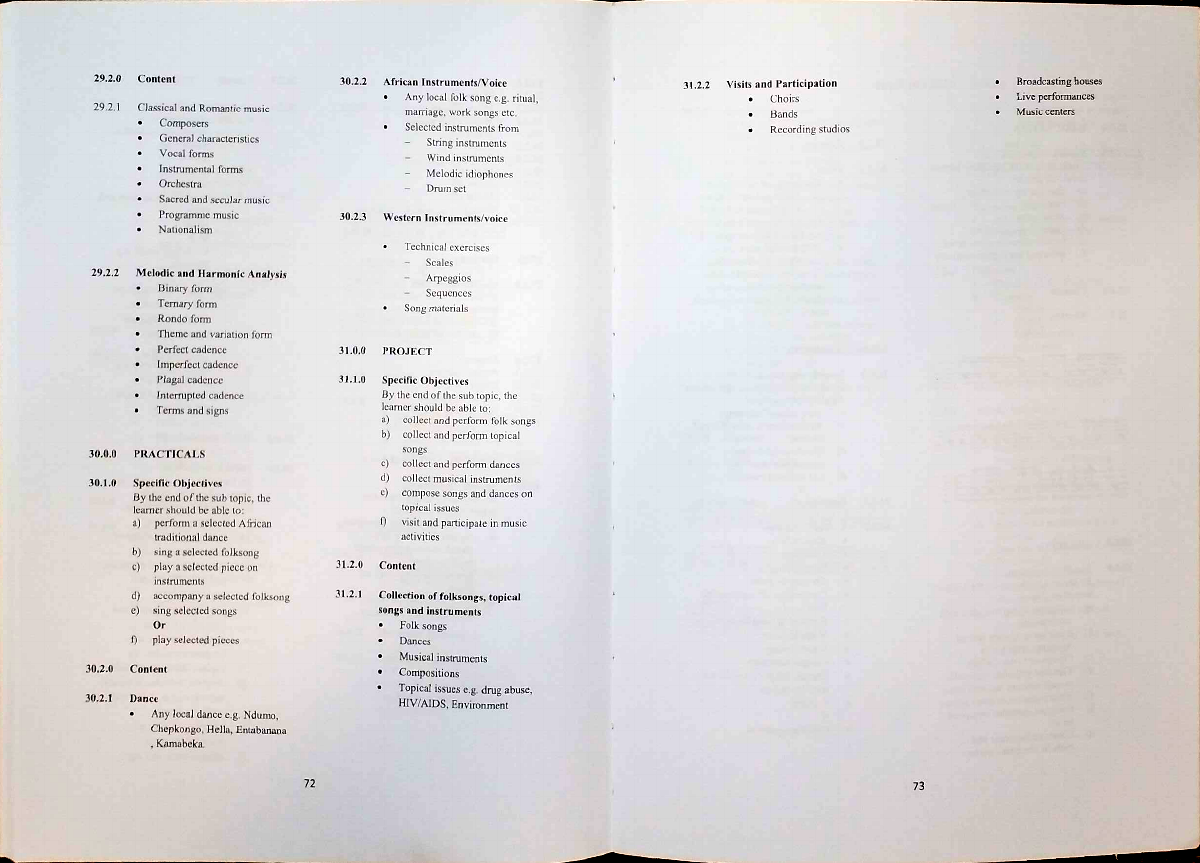 29.2.0 Content
29.2.1 Classical and Romantic music
• Composers
• General characteristics
• Vocal forms
• Instrumental forms
• Orchestra
• Sacred and secular music
• Programme music
• Nationalism
29.2.2 Melodic and Harmonic Analysis
• Binary form
• Ternary form
• Rondo form
• Theme and variation form
• Perfect cadence
• Imperfect cadence
• Plagal cadence
• Interrupted cadence
• Terms and signs
30.0.0 PRACTICALS
30.1.0 Specific Objectives
By the end of the sub topic, the
learner should be able to:
a) perform a selected African
traditional dance
b) sing a selected folksong
c) play a selected piece on
instruments
d) accompany a selected folksong
e) sing selected songs
Or
f) play selected pieces
30.2.0 Content
30.2.1 Dance
• Any local dance e.g. Ndumo,
Chepkongo, Hella, Entabanana
, Kamabeka.
30.2.2 African Instruments/Voice
• Any local folk song e.g. ritual,
marriage, work songs etc.
• Selected instruments from
– String instruments
– Wind instruments
– Melodic idiophones
– Drum set
30.2.3 Western Instruments/voice
• Technical exercises
– Scales
– Arpeggios
– Sequences
• Song materials
31.0.0 PROJECT
31.1.0 Specific Objectives
By the end of the sub topic, the
learner should be able to:
a) collect and perform folk songs
b) collect and perform topical
songs
c) collect and perform dances
d) collect musical instruments
e) compose songs and dances on
topical issues
f) visit and participate in music
activities
31.2.0 Content
31.2.1 Collection of folksongs, topical
songs and instruments
• Folk songs
• Dances
• Musical instruments
• Compositions
• Topical issues e.g. drug abuse,
HIV/AIDS, Environment
72
31.2.2 Visits and Participation
• Choirs
• Bands
• Recording studios
• Broadcasting houses
• Live performances
• Music centers
73